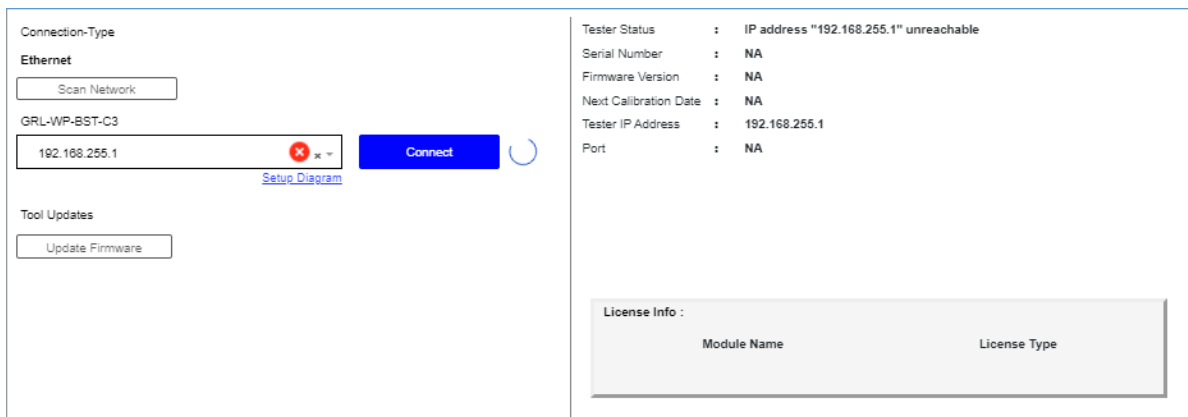 Connection-Type
Ethernet
Scan Network
GRL-WP-BST-C3
192.168.255.1
Connect
Setup Diagram
Tool Updates
Update Firmware
Tester Status : IP address "192.168.255.1" unreachable
Serial Number : NA
Firmware Version : NA
Next Calibration Date : NA
Tester IP Address : 192.168.255.1
Port : NA
License Info :
Module Name License Type